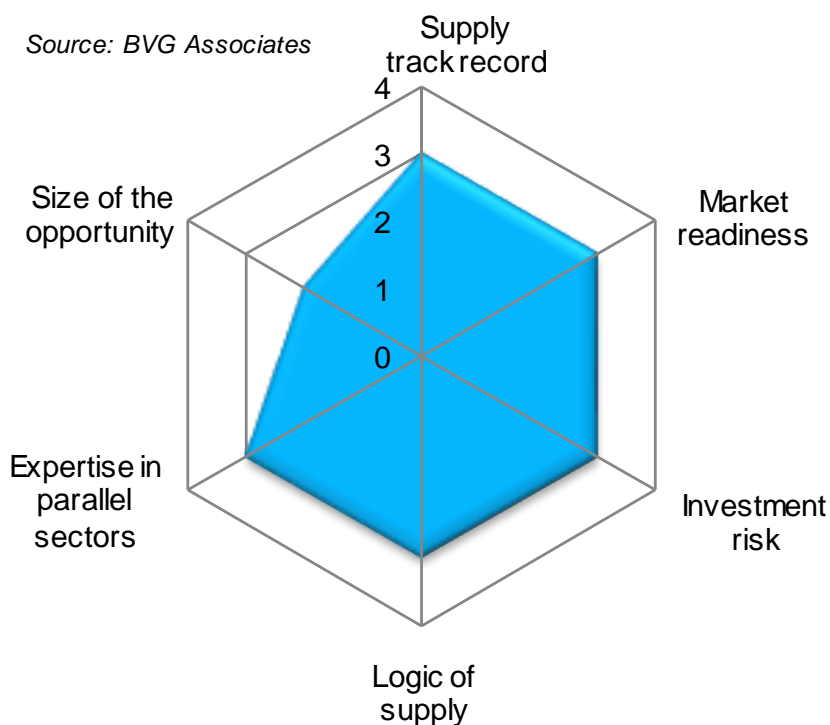 Source: BVG Associates
Supply
track record
4
3
2
1
0
Size of the
opportunity
Market
readiness
Expertise in
parallel
sectors
Investment
risk
Logic of
supply